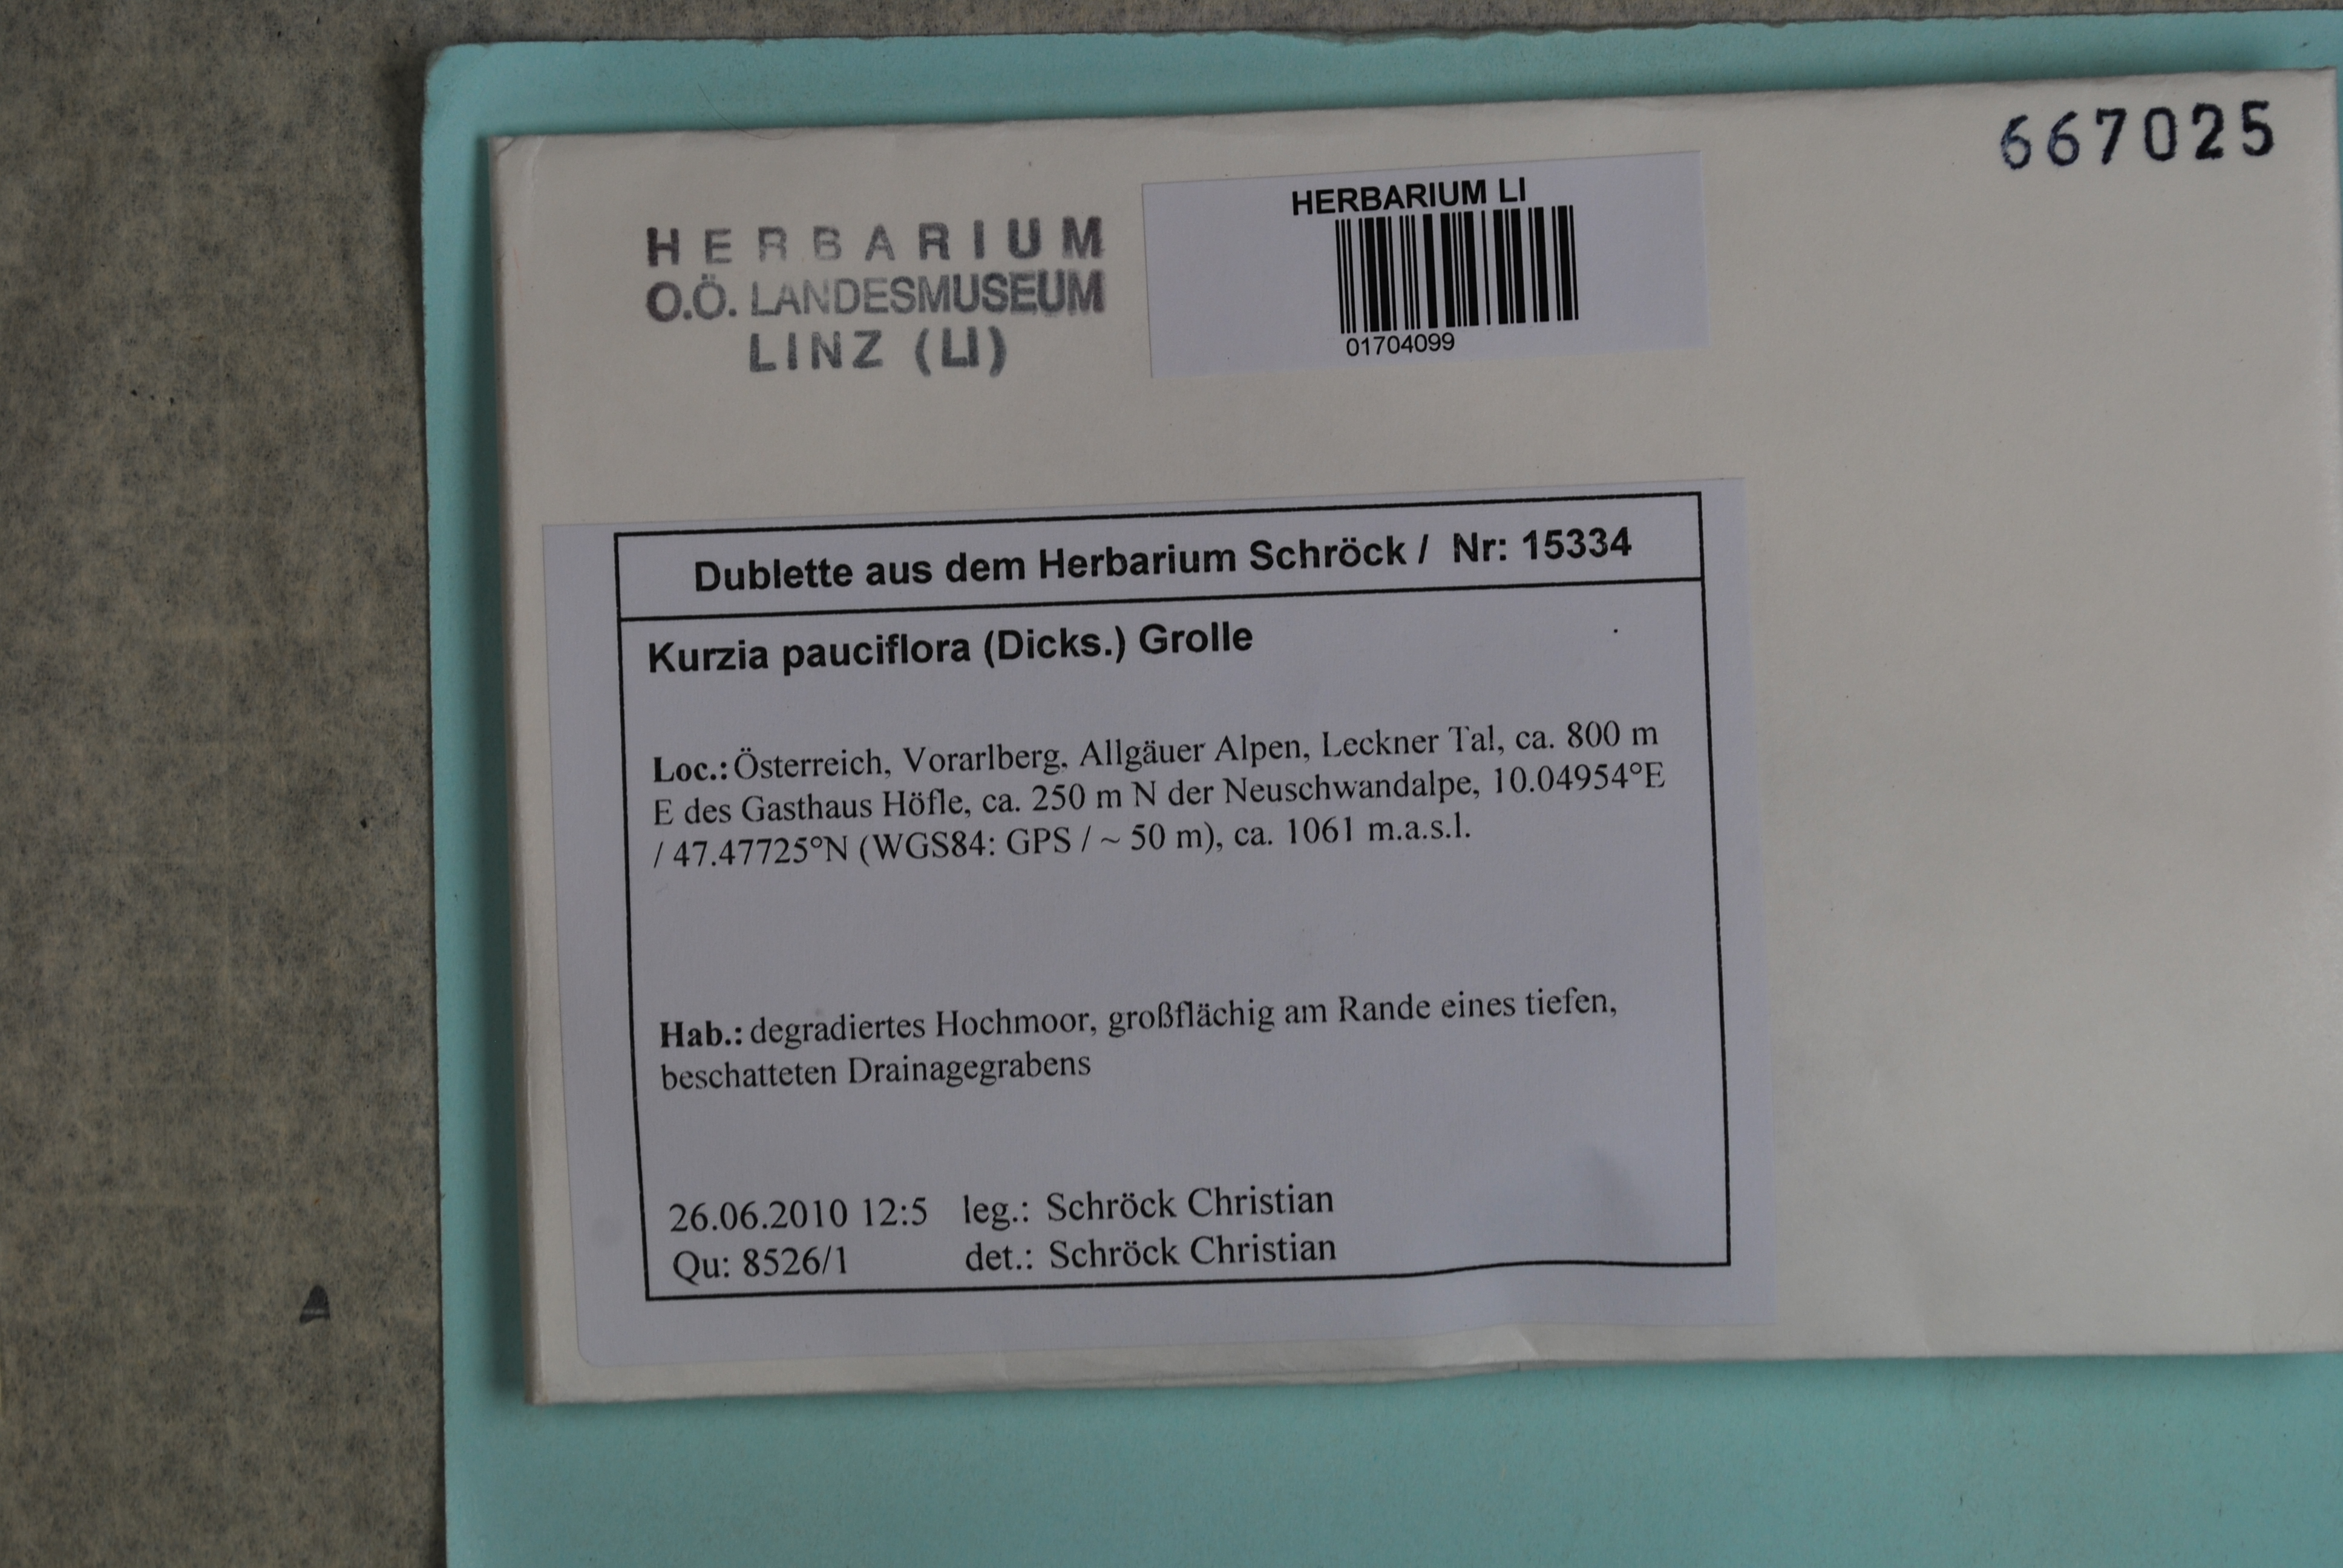 667025
HERBARIUM
O.Ö. LANDESMUSEUM
LINZ (LI)
HERBARIUM LI
01704099
Dublette aus dem Herbarium Schröck / Nr: 15334
Kurzia pauciflora (Dicks.) Grolle
Loc.: Österreich, Vorarlberg, Allgäuer Alpen, Leckner Tal, ca. 800 m
E des Gasthaus Höfle, ca. 250 m N der Neuschwandalpe, 10.04954°E
/ 47.47725°N (WGS84: GPS / ~ 50 m), ca. 1061 m.a.s.l.
Hab.: degradiertes Hochmoor, großflächig am Rande eines tiefen,
beschatteten Drainagegrabens
26.06.2010 12:5 leg.: Schröck Christian
Qu: 8526/1 det.: Schröck Christian